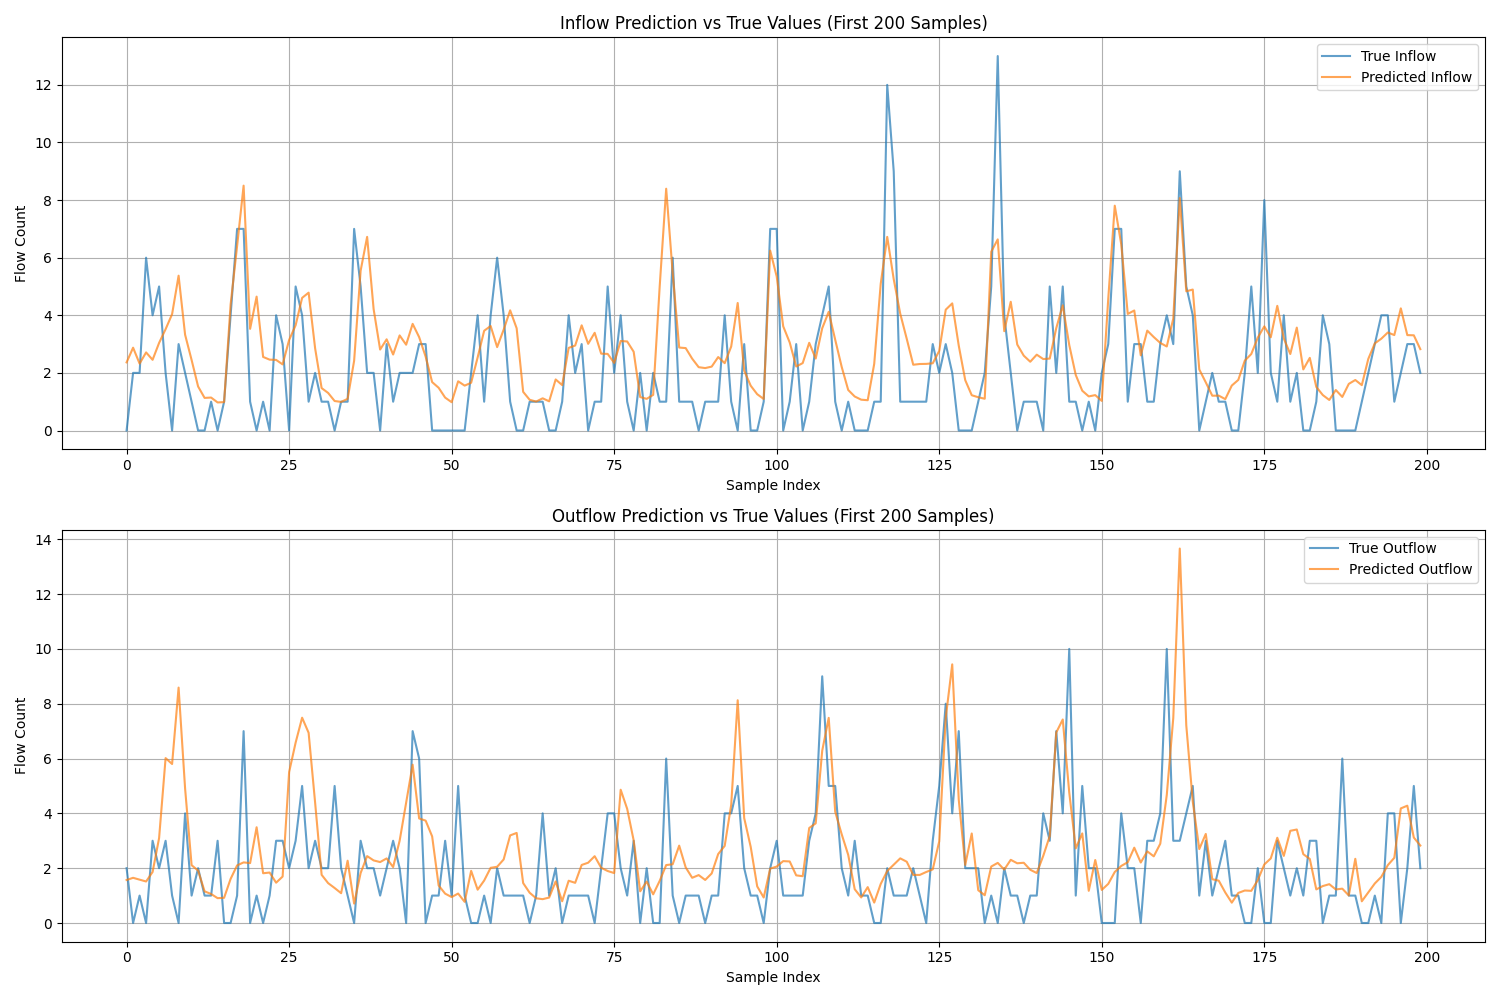 Inflow Prediction vs True Values (First 200 Samples)
True Inflow
Predicted Inflow
12
10
8
6
4
2
0
Flow Count
0 25 50 75 100 125 150 175 200
Sample Index
Outflow Prediction vs True Values (First 200 Samples)
True Outflow
Predicted Outflow
14
12
10
8
6
4
2
0
Flow Count
0 25 50 75 100 125 150 175 200
Sample Index